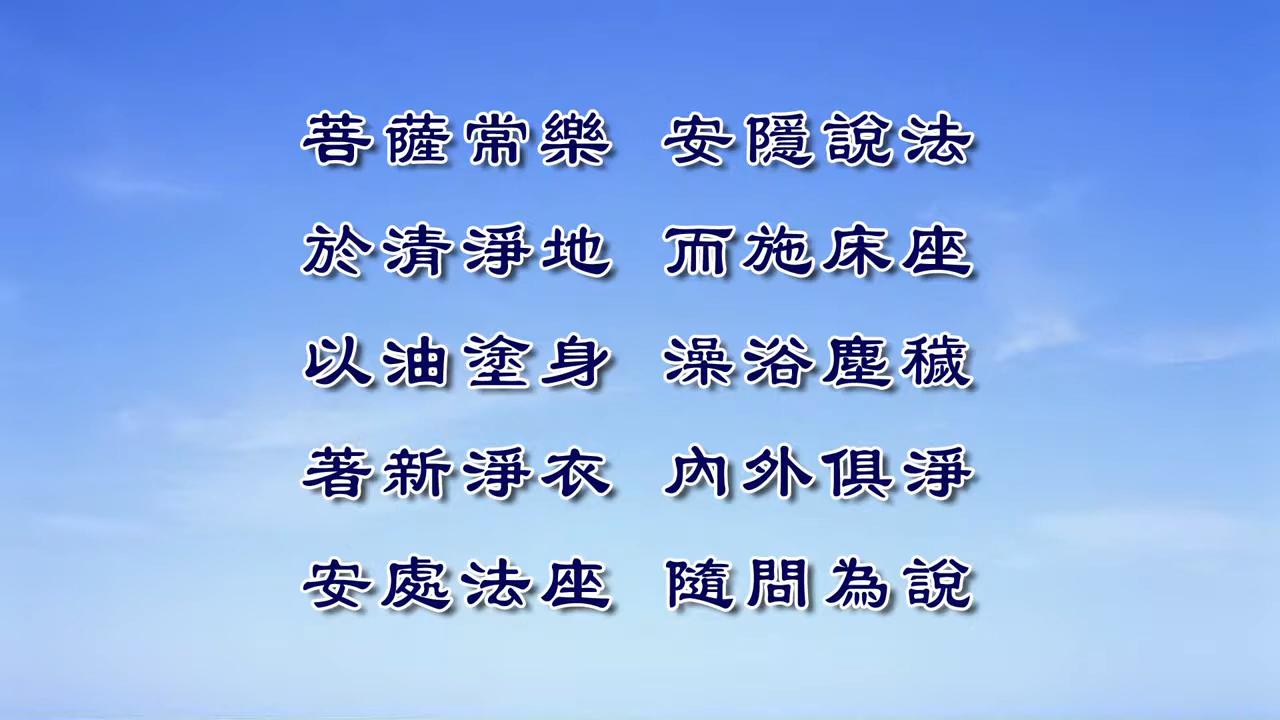 菩薩常樂 安隱說法
於清淨地 而施床座
以油塗身 澡浴塵穢
著新淨衣 內外俱淨
安處法座 隨問為說